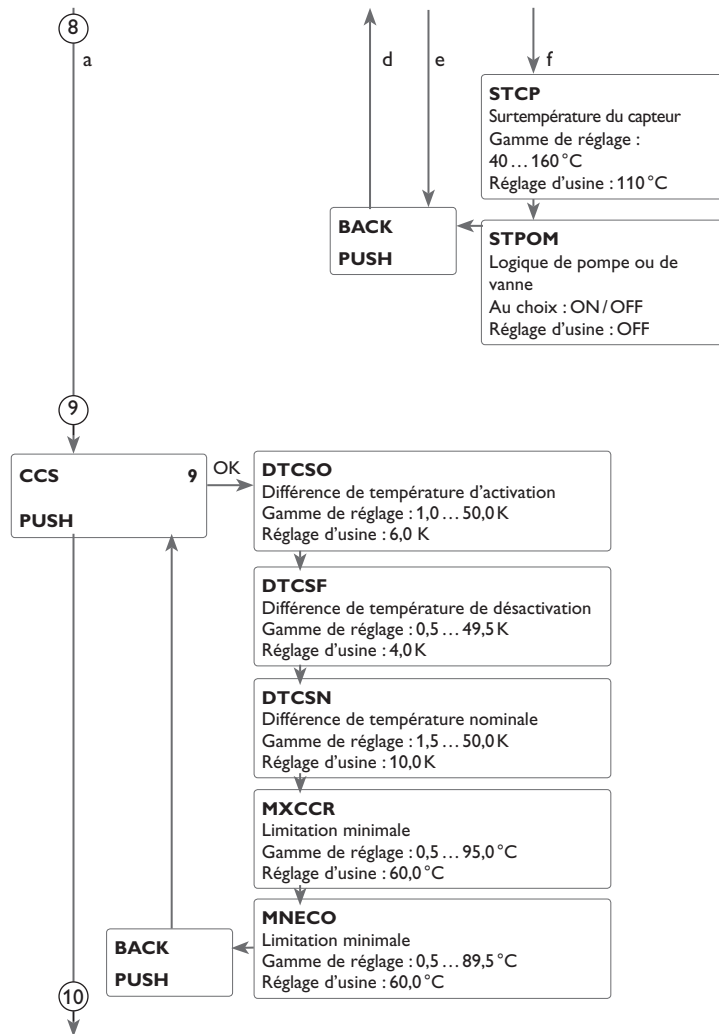 8
a
d
e
f
STCP
Surtempérature du capteur
Gamme de réglage :
40 … 160 °C
Réglage d'usine : 110 °C
BACK
PUSH
STPOM
Logique de pompe ou de
vanne
Au choix : ON / OFF
Réglage d'usine : OFF
9
CCS 9
PUSH
OK
DTCSO
Différence de température d'activation
Gamme de réglage : 1,0 … 50,0 K
Réglage d'usine : 6,0 K
DTCSF
Différence de température de désactivation
Gamme de réglage : 0,5 … 49,5 K
Réglage d'usine : 4,0 K
DTCSN
Différence de température nominale
Gamme de réglage : 1,5 … 50,0 K
Réglage d'usine : 10,0 K
MXCCR
Limitation minimale
Gamme de réglage : 0,5 … 95,0 °C
Réglage d'usine : 60,0 °C
MNECO
Limitation minimale
Gamme de réglage : 0,5 … 89,5 °C
Réglage d'usine : 60,0 °C
BACK
PUSH
10